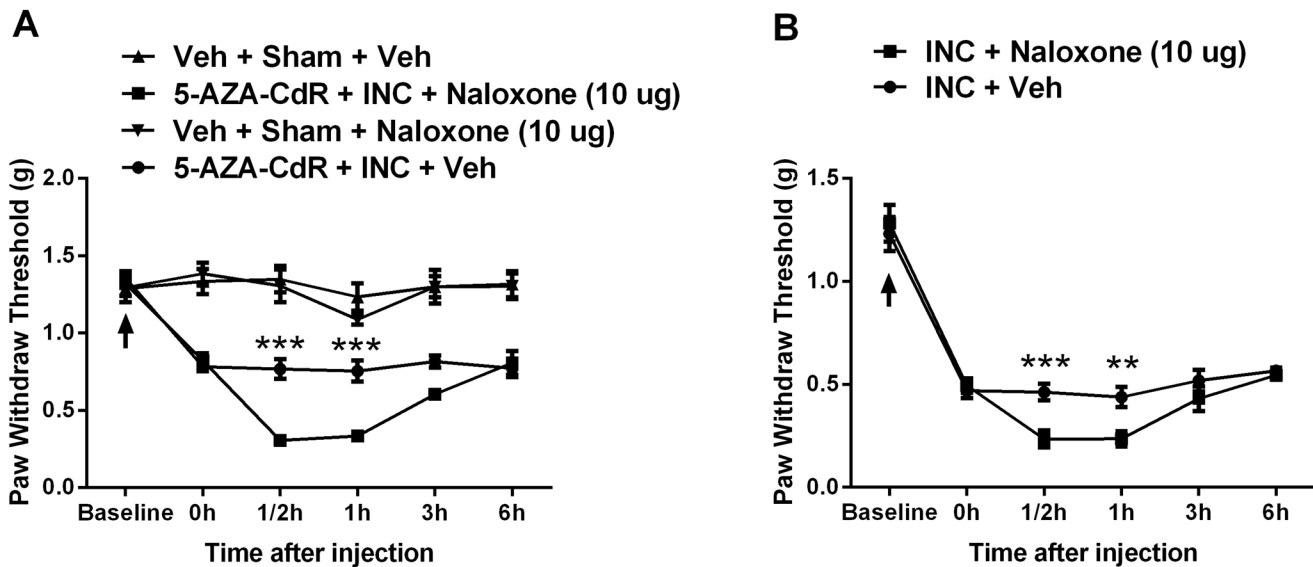 A
Veh + Sham + Veh
5-AZA-CdR + INC + Naloxone (10 ug)
Veh + Sham + Naloxone (10 ug)
5-AZA-CdR + INC + Veh
Paw Withdraw Threshold (g)
2.0
1.5
1.0
0.5
0.0
*** ***
Baseline 0h 1/2h 1h 3h 6h
Time after injection
B
INC + Naloxone (10 ug)
INC + Veh
Paw Withdraw Threshold (g)
1.5
1.0
0.5
0.0
*** **
Baseline 0h 1/2h 1h 3h 6h
Time after injection